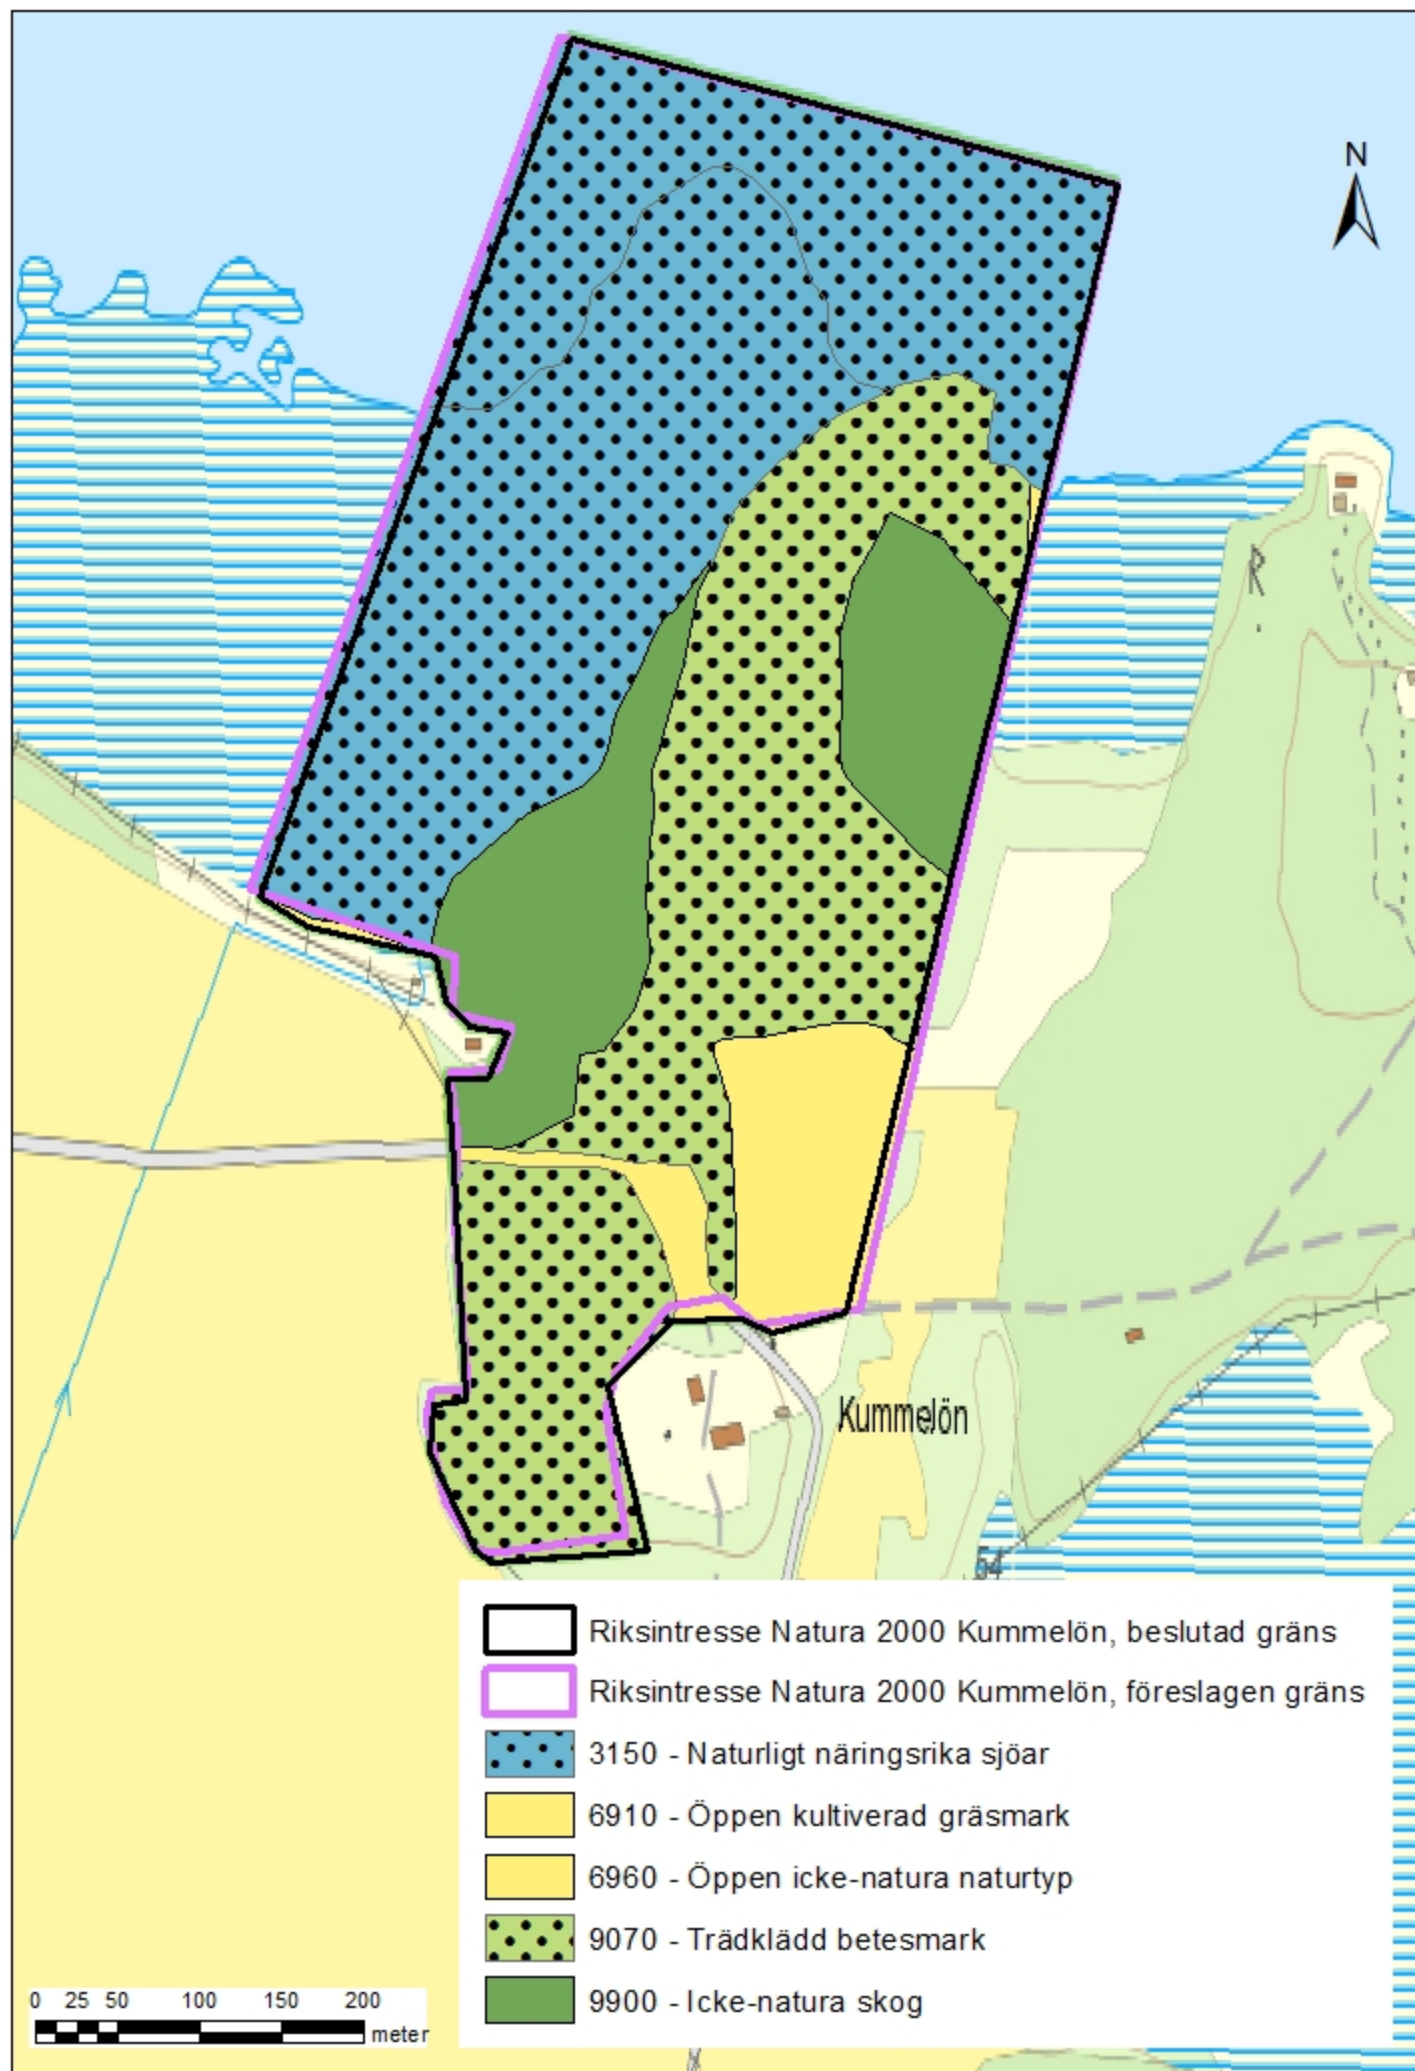 N
R
Kummelön
54
Riksintresse Natura 2000 Kummelön, beslutad gräns
Riksintresse Natura 2000 Kummelön, föreslagen gräns
3150 - Naturligt näringsrika sjöar
6910 - Öppen kultiverad gräsmark
6960 - Öppen icke-natura naturtyp
9070 - Trädklädd betesmark
9900 - Icke-natura skog
0 25 50 100 150 200
meter